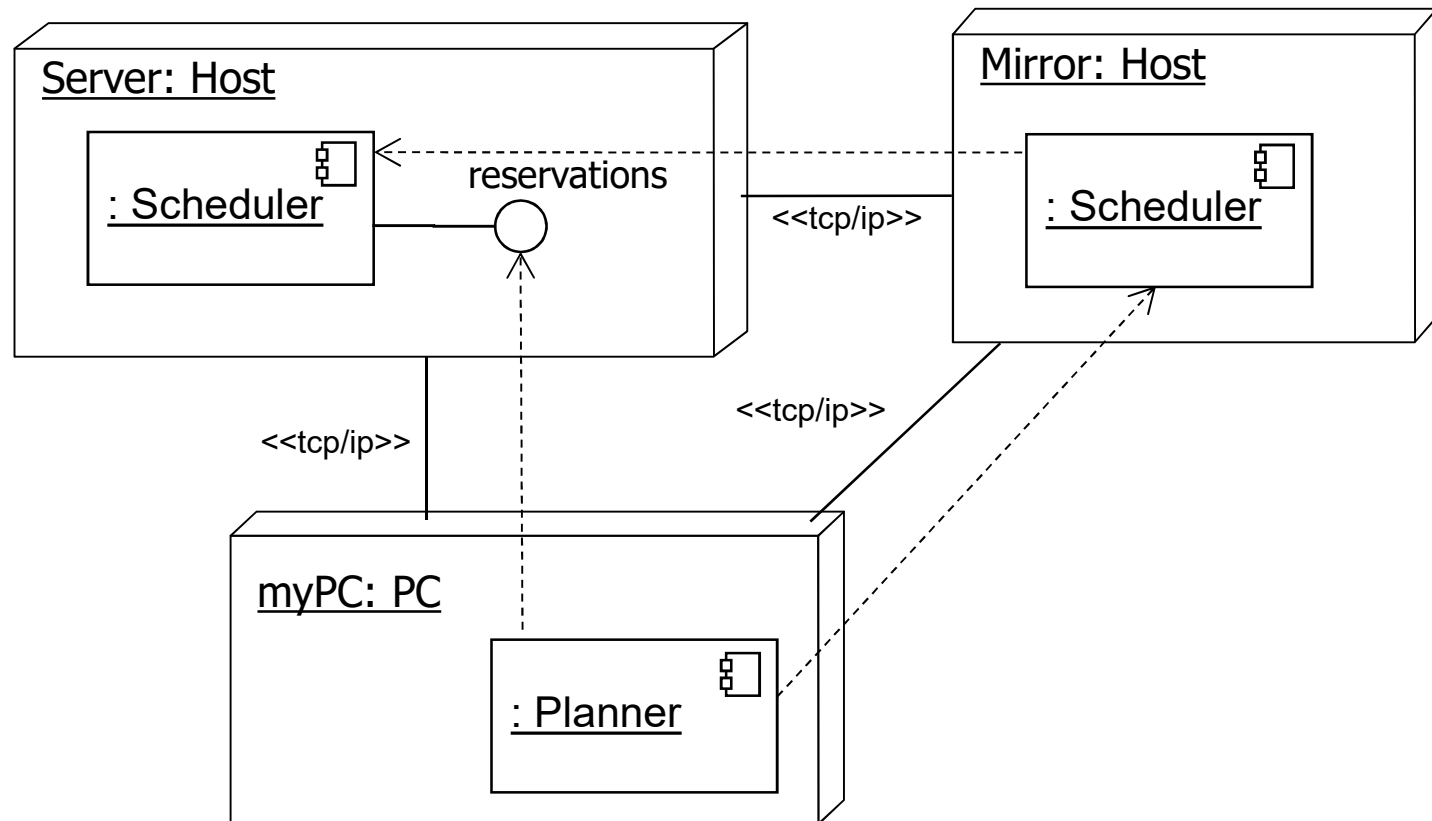 Server: Host
: Scheduler
reservations
Mirror: Host
: Scheduler
<<tcp/ip>>
<<tcp/ip>>
<<tcp/ip>>
myPC: PC
: Planner